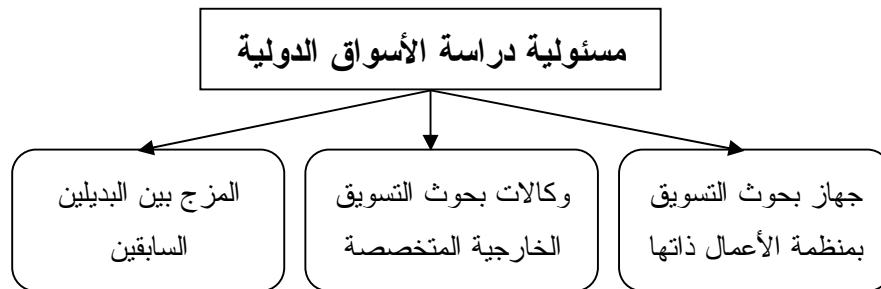 مسئولية دراسة الأسواق الدولية
جهاز بحوث التسويق
بمنظمة الأعمال ذاتها
وكالات بحوث التسويق
الخارجية المتخصصة
المزج بين البديلين
السابقين